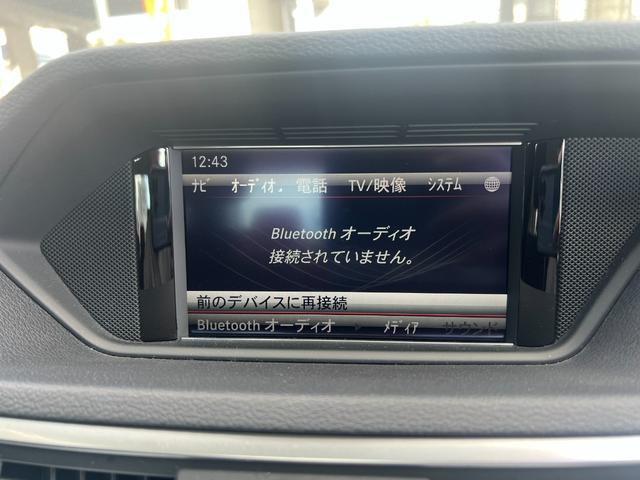 12:43
ナビ オーディオ 電話 TV/映像 システム
Bluetooth オーディオ
接続されていません。
前のデバイスに再接続
Bluetooth オーディオ メディア サウンド